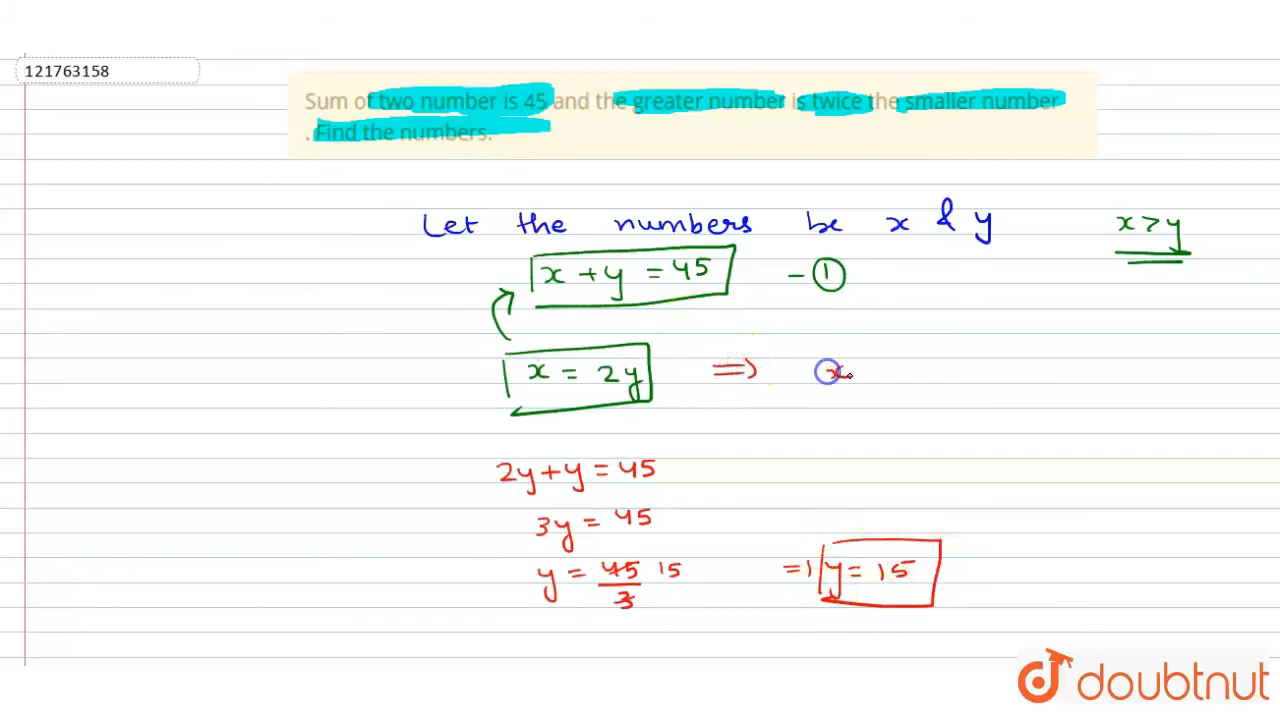 121763158
Sum of two number is 45 and the greater number is twice the smaller number
. Find the numbers.
Let the numbers be x & y x > y
x + y = 45 - ①
x = 2y ⇒ x
2y + y = 45
3y = 45
y = 45/3 15 ⇒ y = 15
doubtnut